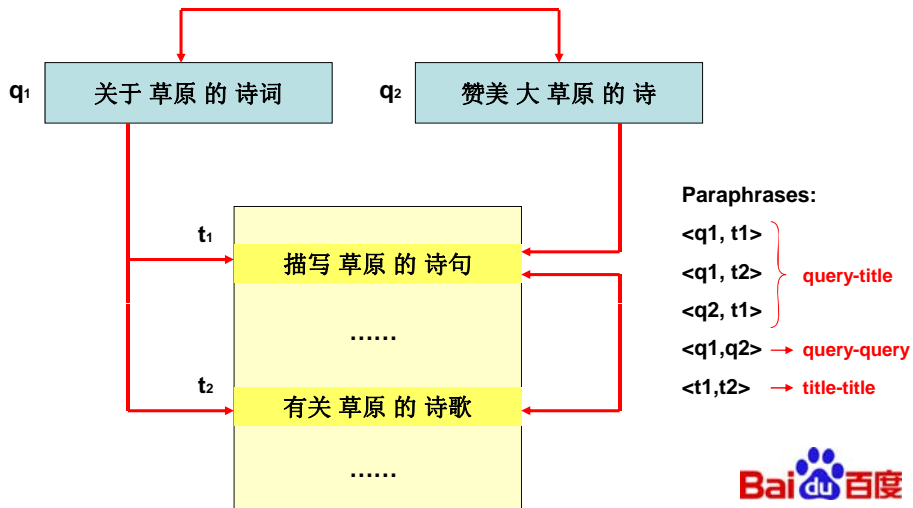 q1 关于 草原 的 诗词
q2 赞美 大 草原 的 诗
t1
描写 草原 的 诗句
......
t2
有关 草原 的 诗歌
......
Paraphrases:
<q1, t1>
<q1, t2> query-title
<q2, t1>
<q1,q2> query-query
<t1,t2> title-title
Bai du 百度